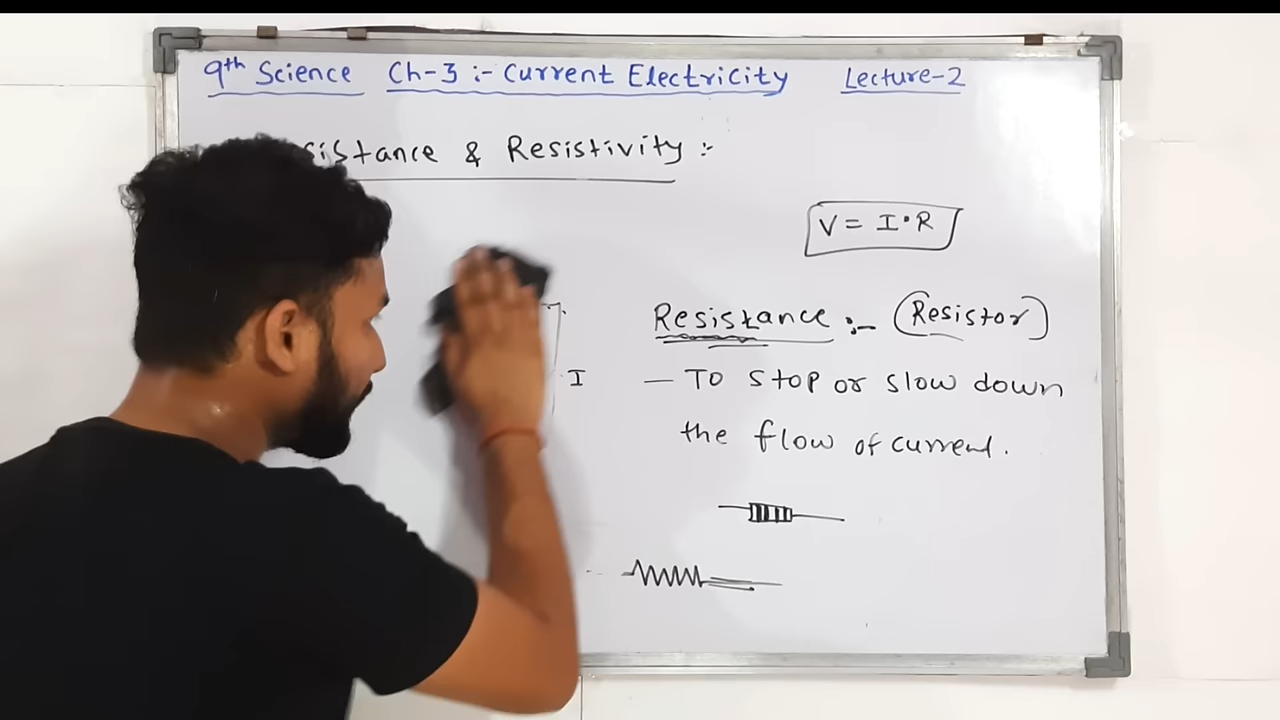 9th Science Ch-3 :- Current Electricity Lecture-2
& Resistivity :-
V = I • R
Resistance :- (Resistor)
I
— To stop or slow down
the flow of current.